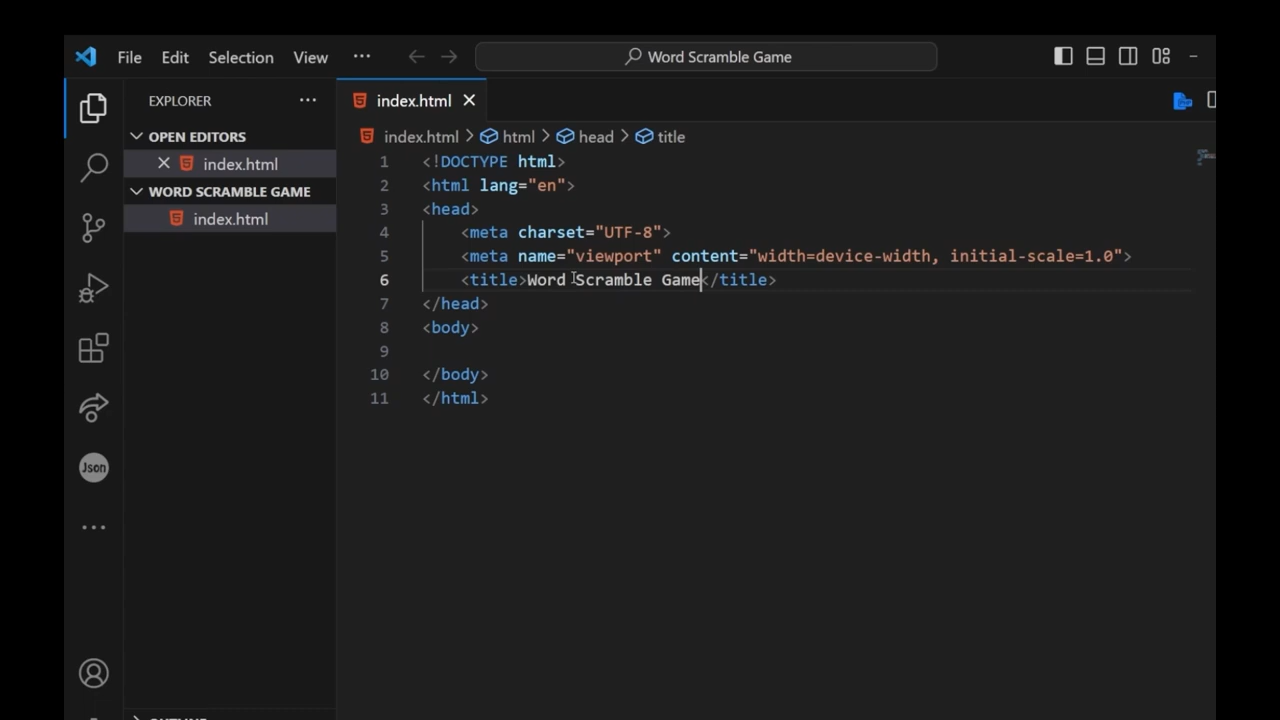 File Edit Selection View ... Word Scramble Game
EXPLORER ... index.html
OPEN EDITORS index.html > html > head > title
index.html
WORD SCRAMBLE GAME
index.html
1 <!DOCTYPE html>
2 <html lang="en">
3 <head>
4 <meta charset="UTF-8">
5 <meta name="viewport" content="width=device-width, initial-scale=1.0">
6 <title>Word Scramble Game</title>
7 </head>
8 <body>
9
10 </body>
11 </html>
Json